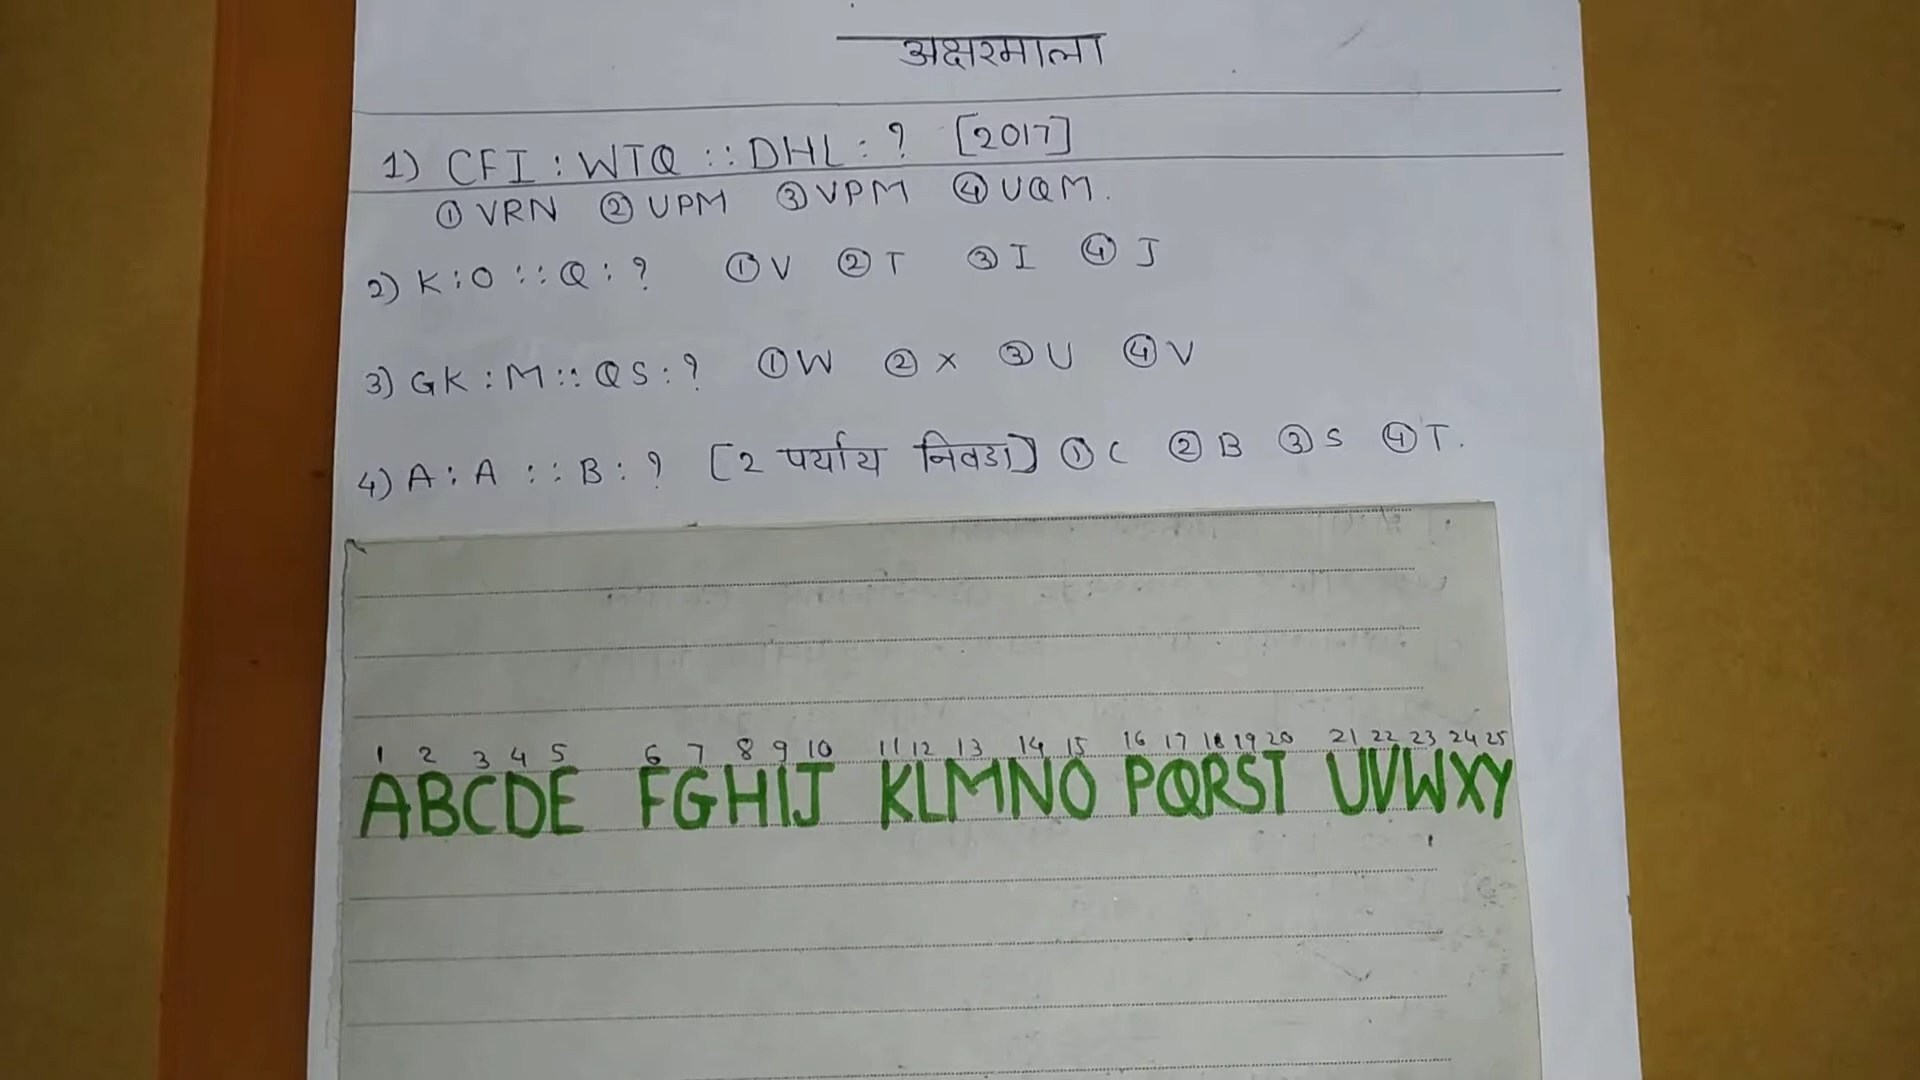 अक्षरमाला
1) CFI : WTQ :: DHL : ? [2017]
① VRN ② UPM ③ VPM ④ UQM.
2) K : O :: Q : ? ① V ② T ③ I ④ J
3) GK : M :: QS : ? ① W ② X ③ U ④ V
4) A : A :: B : ? [2 पर्याय निवडा] ① C ② B ③ S ④ T.
1 2 3 4 5 6 7 8 9 10 11 12 13 14 15 16 17 18 19 20 21 22 23 24 25
ABCDE FGHIJ KLMNO PQRST UVWXY